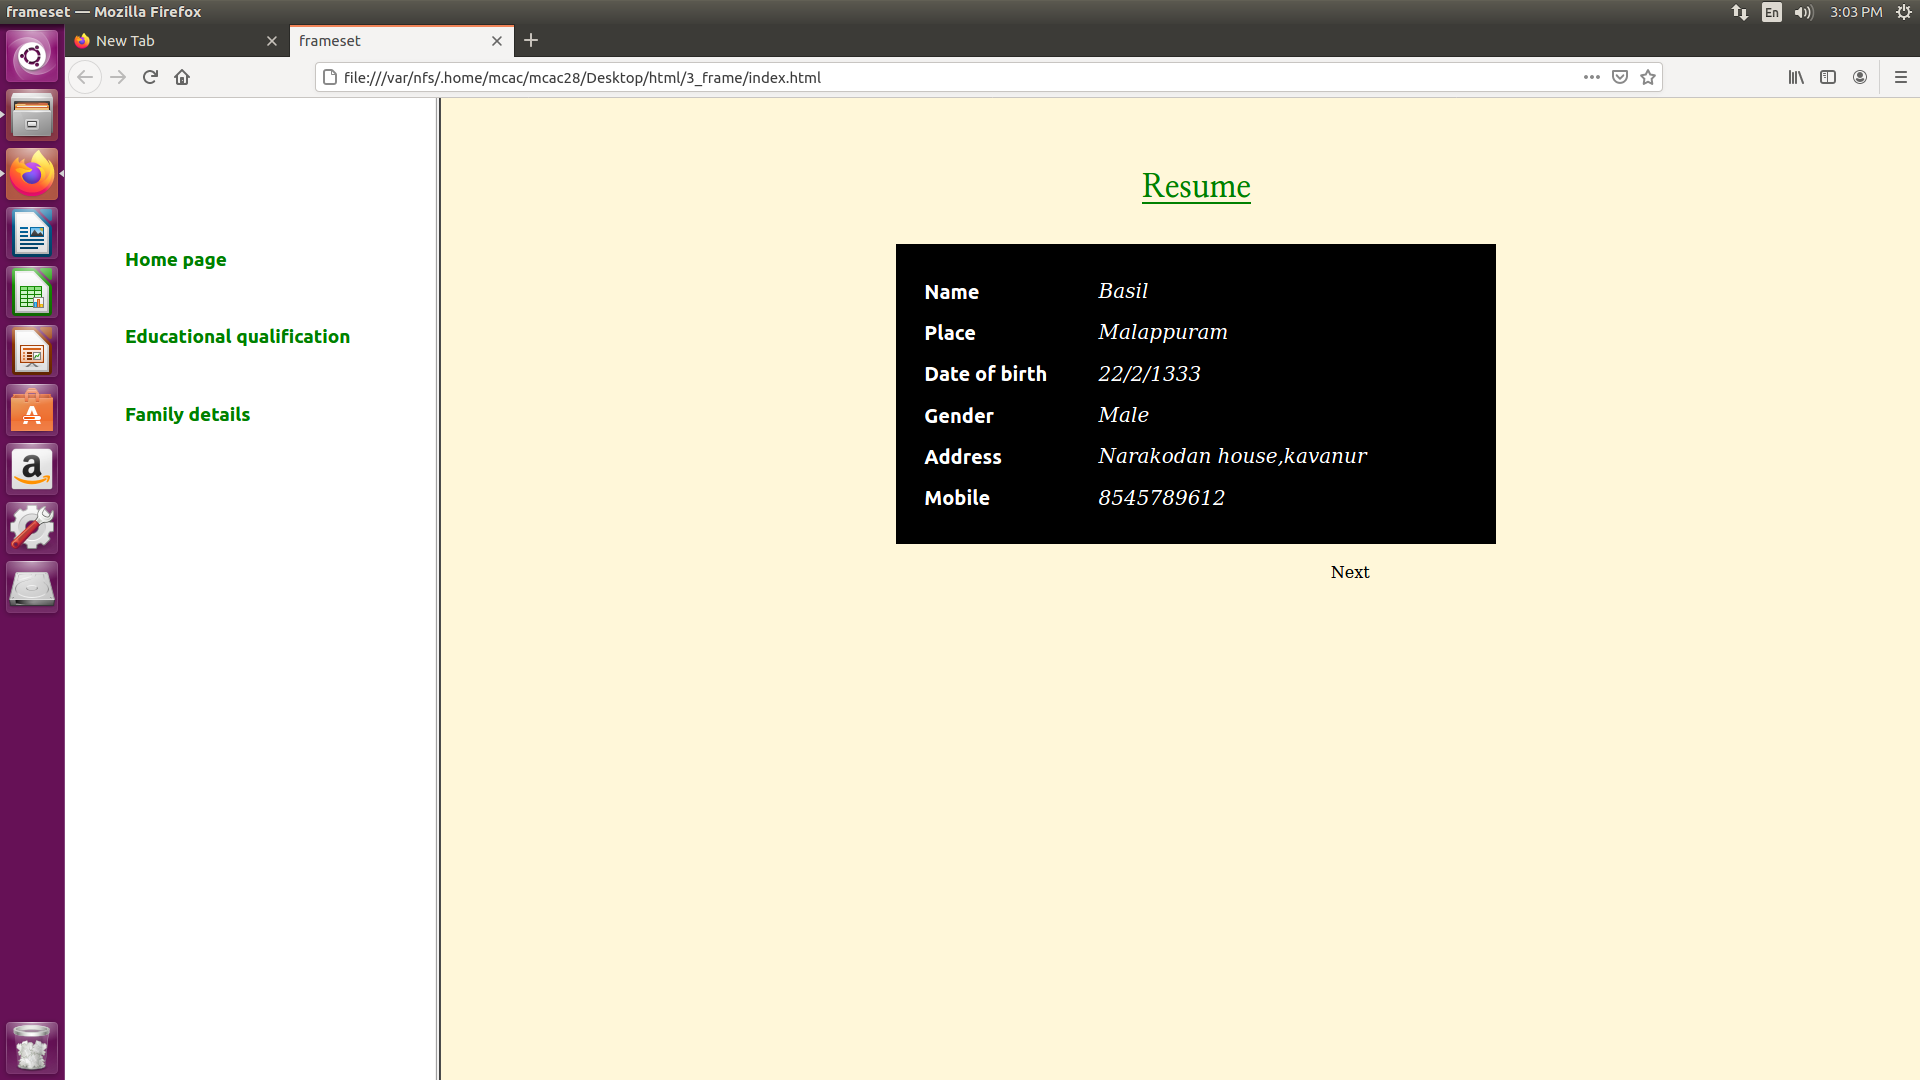 frameset — Mozilla Firefox
En
3:03 PM
New Tab
frameset
file:///var/nfs/.home/mcac/mcac28/Desktop/html/3_frame/index.html
Home page
Educational qualification
Family details
Resume
Name Basil
Place Malappuram
Date of birth 22/2/1333
Gender Male
Address Narakodan house,kavanur
Mobile 8545789612
Next